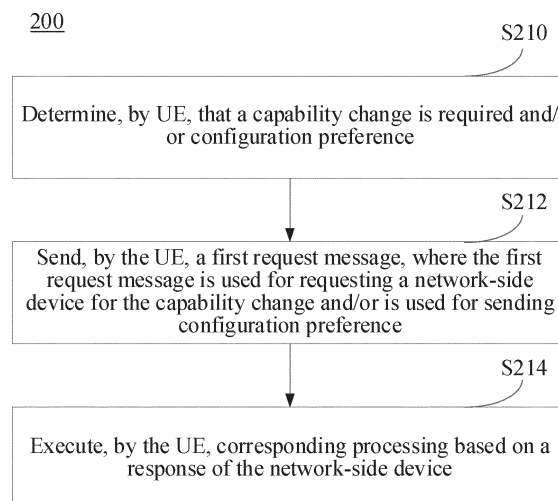 200
S210
Determine, by UE, that a capability change is required and/
or configuration preference
S212
Send, by the UE, a first request message, where the first
request message is used for requesting a network-side
device for the capability change and/or is used for sending
configuration preference
S214
Execute, by the UE, corresponding processing based on a
response of the network-side device